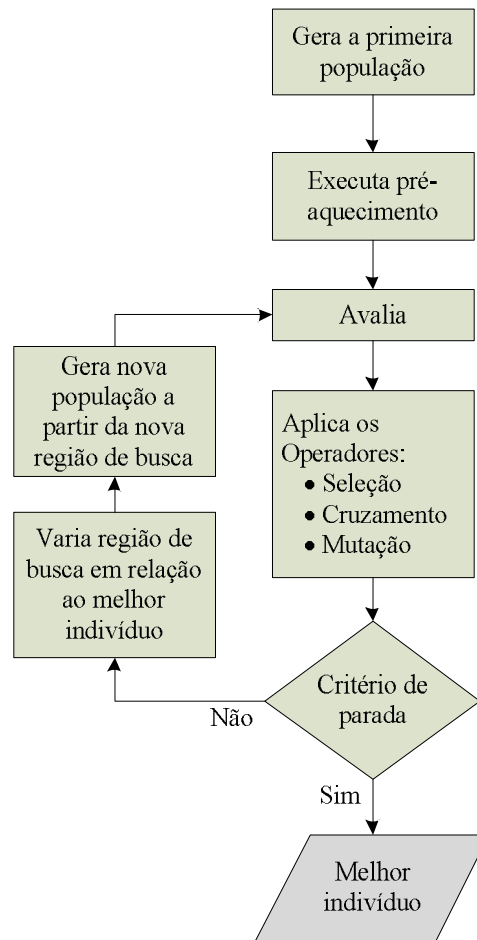 Gera a primeira
população
Executa pré-
aquecimento
Avalia
Gera nova
população a
partir da nova
região de busca
Aplica os
Operadores:
• Seleção
• Cruzamento
• Mutação
Varia região de
busca em relação
ao melhor
indivíduo
Critério de
parada
Não
Sim
Melhor
indivíduo